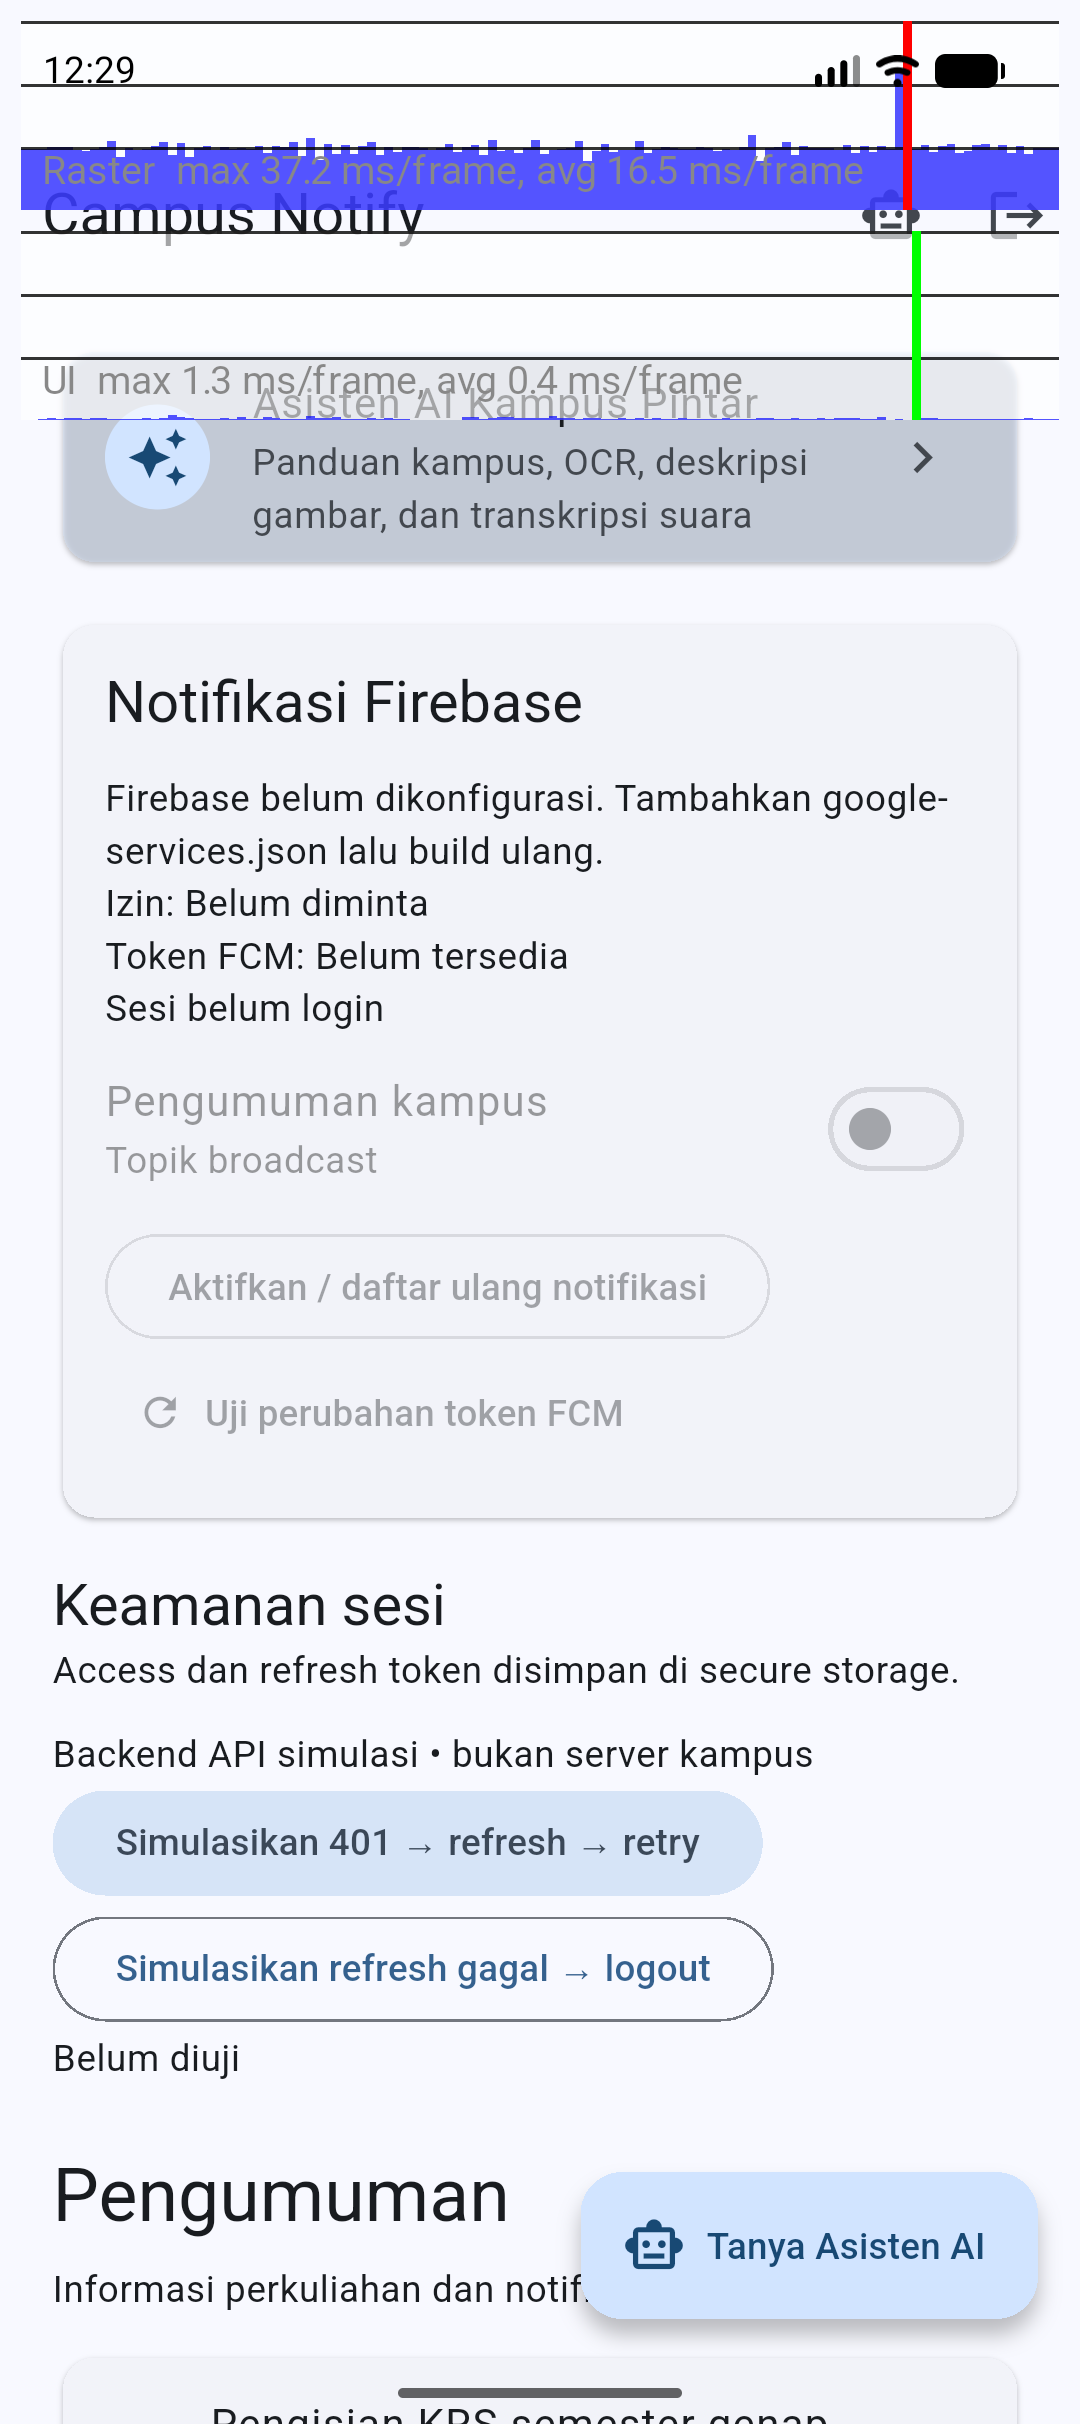 12:29
Raster max 37.2 ms/frame, avg 16.5 ms/frame
Campus Notify
UI max 1.3 ms/frame, avg 0.4 ms/frame
Asisten AI Kampus Pintar
Panduan kampus, OCR, deskripsi
gambar, dan transkripsi suara
Notifikasi Firebase
Firebase belum dikonfigurasi. Tambahkan google-
services.json lalu build ulang.
Izin: Belum diminta
Token FCM: Belum tersedia
Sesi belum login
Pengumuman kampus
Topik broadcast
Aktifkan / daftar ulang notifikasi
Uji perubahan token FCM
Keamanan sesi
Access dan refresh token disimpan di secure storage.
Backend API simulasi • bukan server kampus
Simulasikan 401 → refresh → retry
Simulasikan refresh gagal → logout
Belum diuji
Pengumuman
Tanya Asisten AI
Informasi perkuliahan dan
Pengisian KRS semester genap